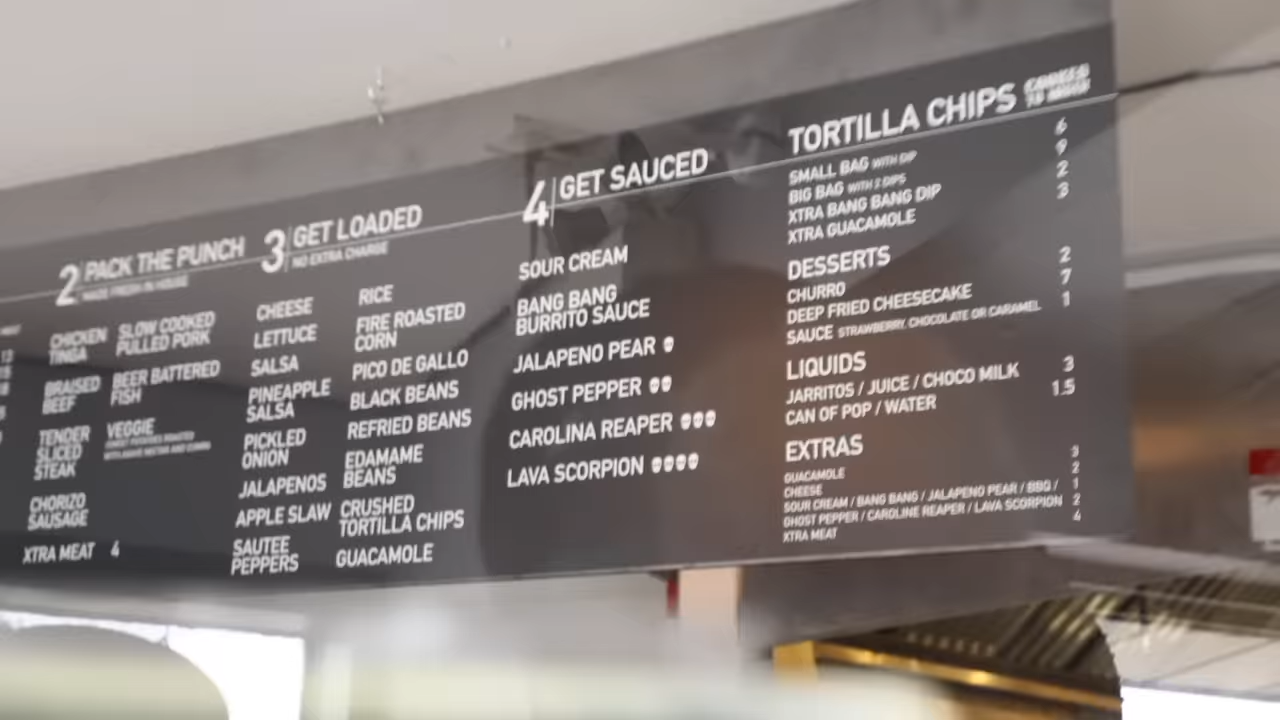 2 PACK THE PUNCH
MADE FRESH IN HOUSE
CHICKEN
TINGA
BRAISED
BEEF
TENDER
SLICED
STEAK
CHORIZO
SAUSAGE
XTRA MEAT 4
SLOW COOKED
PULLED PORK
BEER BATTERED
FISH
VEGGIE
3 GET LOADED
NO EXTRA CHARGE
CHEESE
LETTUCE
SALSA
PINEAPPLE
SALSA
PICKLED
ONION
JALAPENOS
APPLE SLAW
SAUTEE
PEPPERS
RICE
FIRE ROASTED
CORN
PICO DE GALLO
BLACK BEANS
REFRIED BEANS
EDAMAME
BEANS
CRUSHED
TORTILLA CHIPS
GUACAMOLE
4 GET SAUCED
SOUR CREAM
BANG BANG
BURRITO SAUCE
JALAPENO PEAR
GHOST PEPPER
CAROLINA REAPER
LAVA SCORPION
TORTILLA CHIPS COOKED TO ORDER
SMALL BAG WITH DIP 6
BIG BAG WITH 2 DIPS 9
XTRA BANG BANG DIP 2
XTRA GUACAMOLE 3
DESSERTS
CHURRO 2
DEEP FRIED CHEESECAKE 7
SAUCE STRAWBERRY, CHOCOLATE OR CARAMEL 1
LIQUIDS
JARRITOS / JUICE / CHOCO MILK 3
CAN OF POP / WATER 1.5
EXTRAS
GUACAMOLE 3
CHEESE 2
SOUR CREAM / BANG BANG / JALAPENO PEAR / BBQ / 1
GHOST PEPPER / CAROLINE REAPER / LAVA SCORPION 2
XTRA MEAT 4